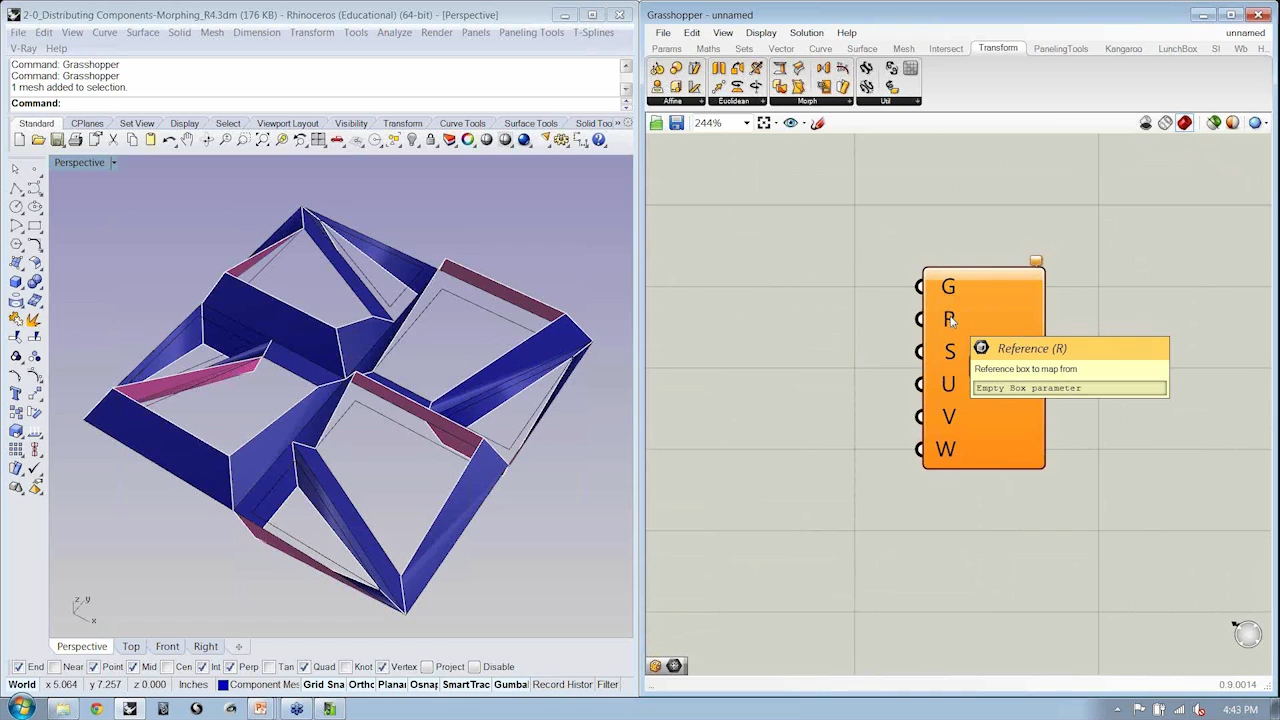 2-0_Distributing Components-Morphing_R4.3dm (176 KB) - Rhinoceros (Educational) (64-bit) - [Perspective]
File Edit View Curve Surface Solid Mesh Dimension Transform Tools Analyze Render Panels Paneling Tools T-Splines
V-Ray Help
Command: Grasshopper
Command: Grasshopper
1 mesh added to selection.
Command:
Standard CPlanes Set View Display Select Viewport Layout Visibility Transform Curve Tools Surface Tools Solid Too
Perspective
z y
x
Perspective Top Front Right
End Near Point Mid Cen Int Perp Tan Quad Knot Vertex Project Disable
World x 5.064 y 7.257 z 0.000 Inches Component Me Grid Sna Ortho Planar Osnap SmartTrac Gumba Record Histor Filter
Grasshopper - unnamed
File Edit View Display Solution Help unnamed
Params Maths Sets Vector Curve Surface Mesh Intersect Transform PanelingTools Kangaroo LunchBox SI Wb H...
Affine Euclidean Morph Util
244%
G
R
S
U
V
W
Reference (R)
Reference box to map from
Empty Box parameter
...
0.9.0014
4:43 PM